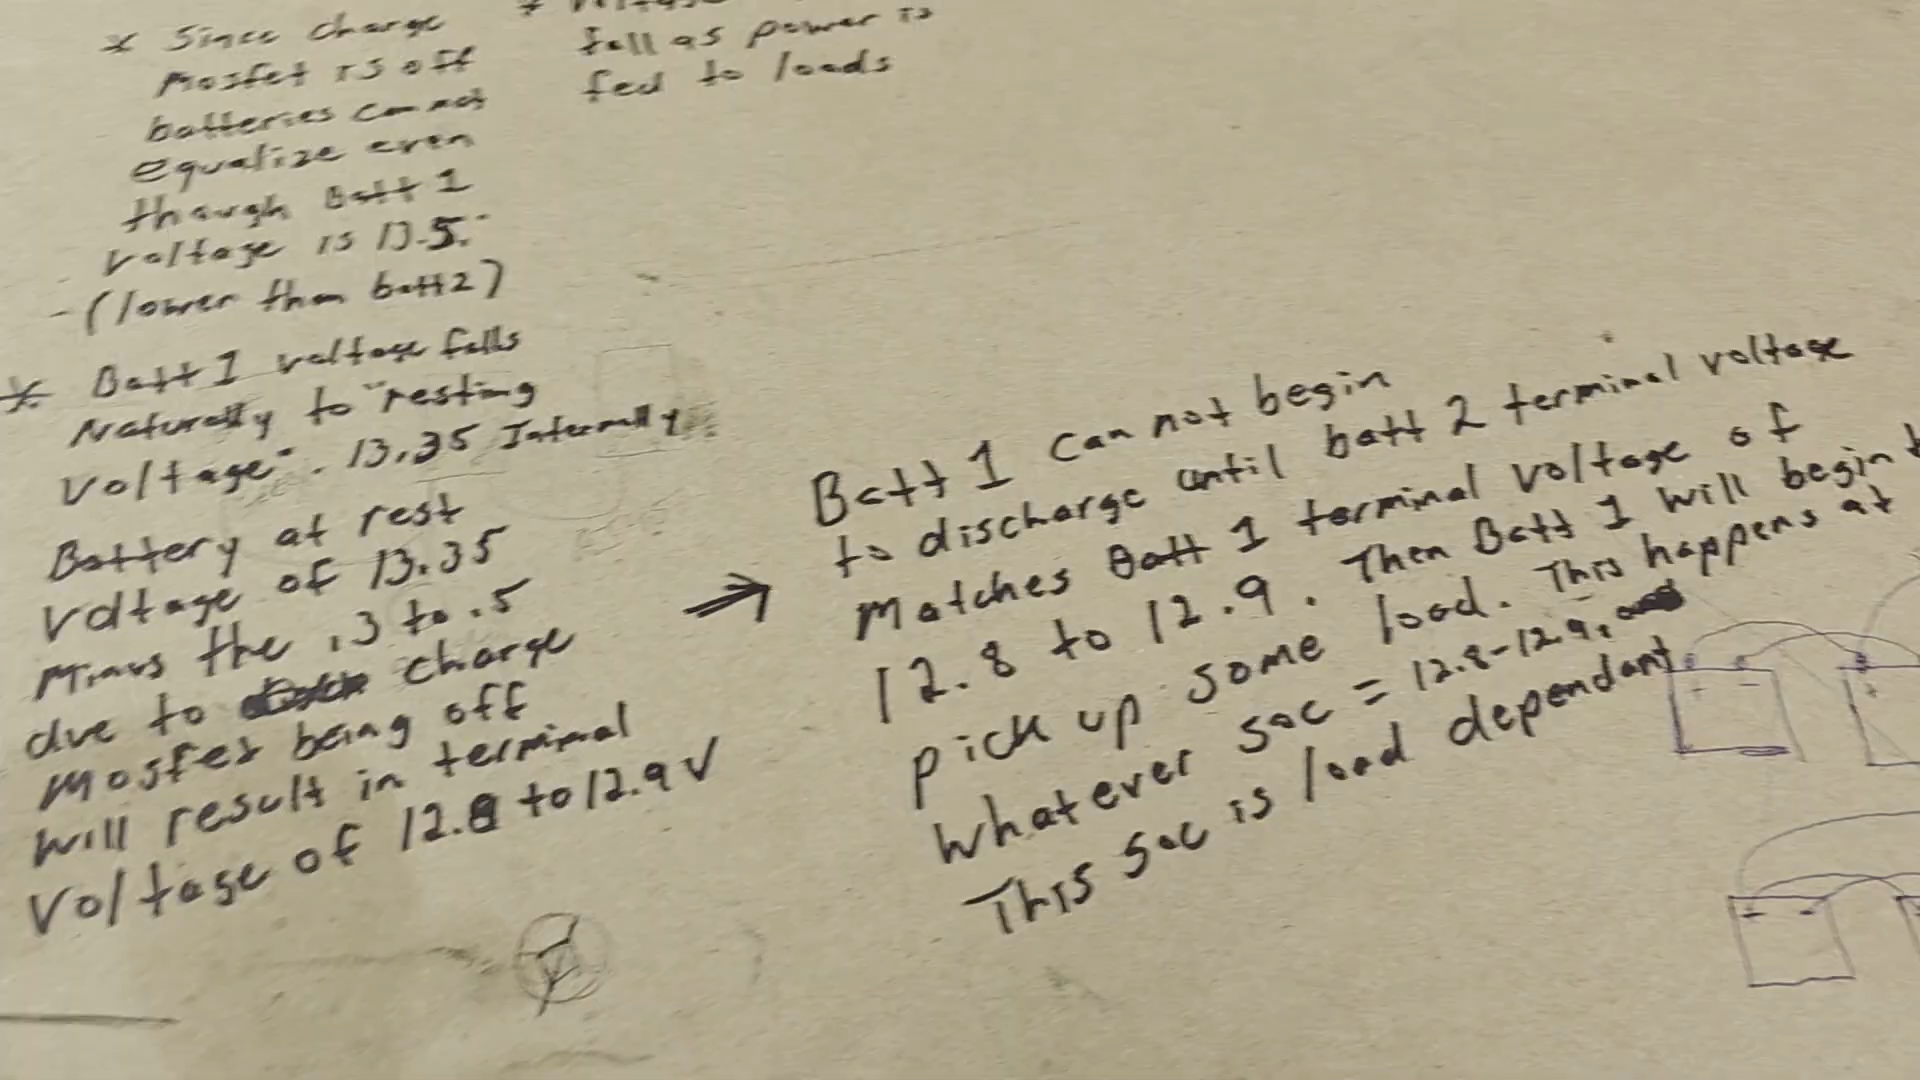 * Since charge
Mosfet is off
batteries can not
equalize even
though Batt 1
voltage is 13.5.
- (lower than batt 2)
* Batt 1 voltage falls
Naturally to "resting
voltage". 13.35 Internally
Battery at rest
voltage of 13.35
Minus the .3 to .5
due to charge
Mosfet being off
will result in terminal
Voltage of 12.8 to 12.9 V
fall as power is
fed to loads
Batt 1 can not begin
to discharge until batt 2 terminal voltage
Matches Batt 1 terminal voltage of
12.8 to 12.9. Then Batt 1 will begin t
pick up some load. This happens at
whatever soc = 12.8-12.9.
This soc is load dependant